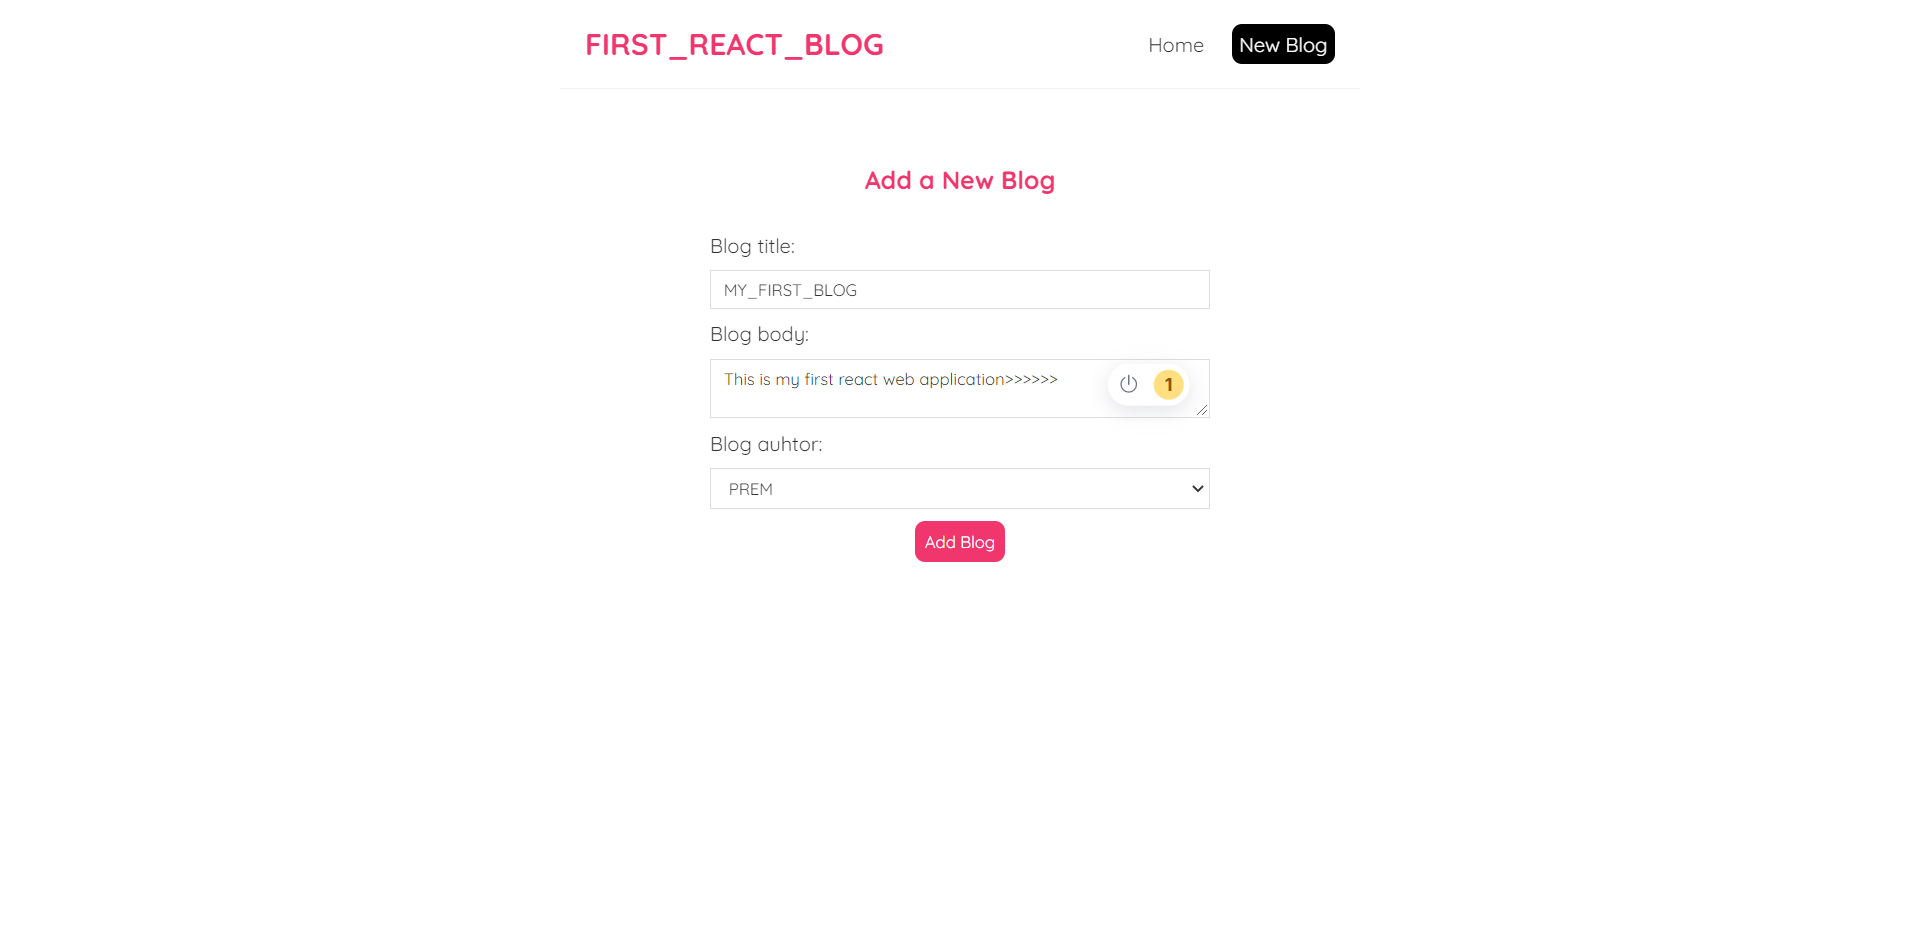 FIRST_REACT_BLOG
Home
New Blog
Add a New Blog
Blog title:
MY_FIRST_BLOG
Blog body:
This is my first react web application>>>>>>
1
Blog auhtor:
PREM
Add Blog